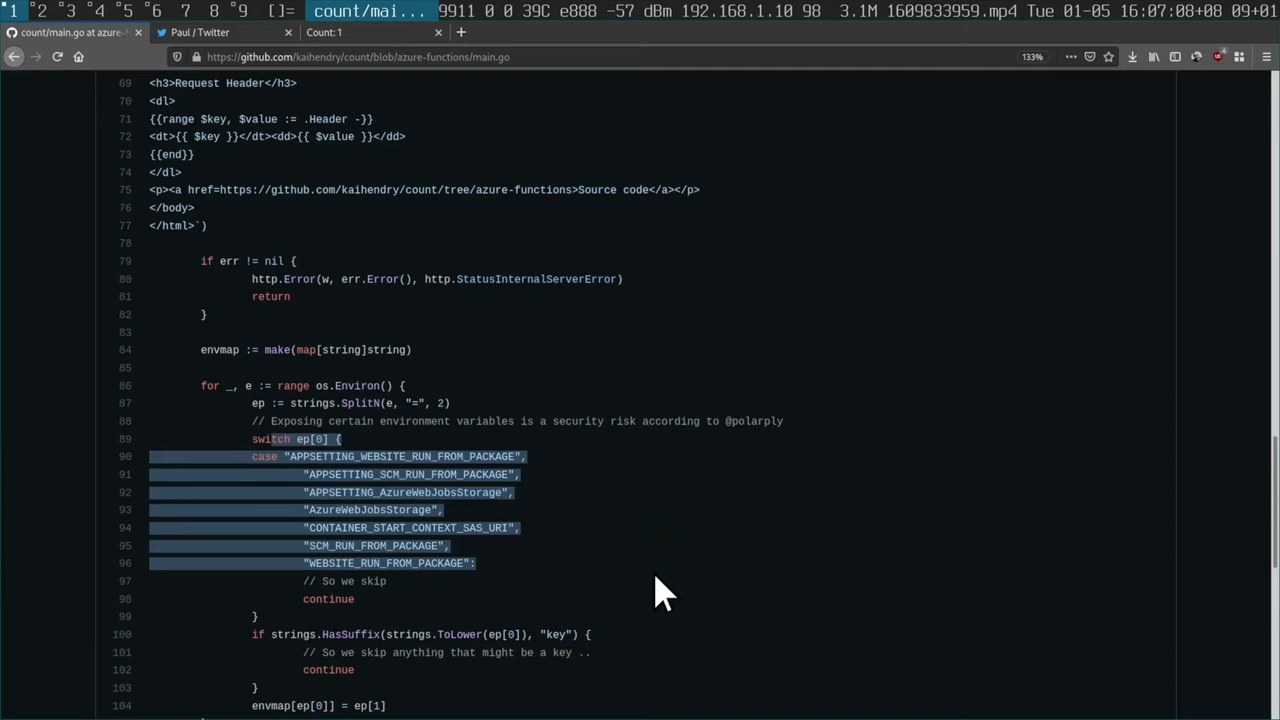 1 2 3 4 5 6 7 8 9 []= count/mai... 9911 0 0 39C e888 -57 dBm 192.168.1.10 98 3.1M 1609833959.mp4 Tue 01-05 16:07:08+08 09+01
count/main.go at azure-f Paul / Twitter Count: 1
https://github.com/kaihendry/count/blob/azure-functions/main.go 133% 4
69 <h3>Request Header</h3>
70 <dl>
71 {{range $key, $value := .Header -}}
72 <dt>{{ $key }}</dt><dd>{{ $value }}</dd>
73 {{end}}
74 </dl>
75 <p><a href=https://github.com/kaihendry/count/tree/azure-functions>Source code</a></p>
76 </body>
77 </html>`)
78
79 if err != nil {
80 http.Error(w, err.Error(), http.StatusInternalServerError)
81 return
82 }
83
84 envmap := make(map[string]string)
85
86 for _, e := range os.Environ() {
87 ep := strings.SplitN(e, "=", 2)
88 // Exposing certain environment variables is a security risk according to @polarply
89 switch ep[0] {
90 case "APPSETTING_WEBSITE_RUN_FROM_PACKAGE",
91 "APPSETTING_SCM_RUN_FROM_PACKAGE",
92 "APPSETTING_AzureWebJobsStorage",
93 "AzureWebJobsStorage",
94 "CONTAINER_START_CONTEXT_SAS_URI",
95 "SCM_RUN_FROM_PACKAGE",
96 "WEBSITE_RUN_FROM_PACKAGE":
97 // So we skip
98 continue
99 }
100 if strings.HasSuffix(strings.ToLower(ep[0]), "key") {
101 // So we skip anything that might be a key ..
102 continue
103 }
104 envmap[ep[0]] = ep[1]